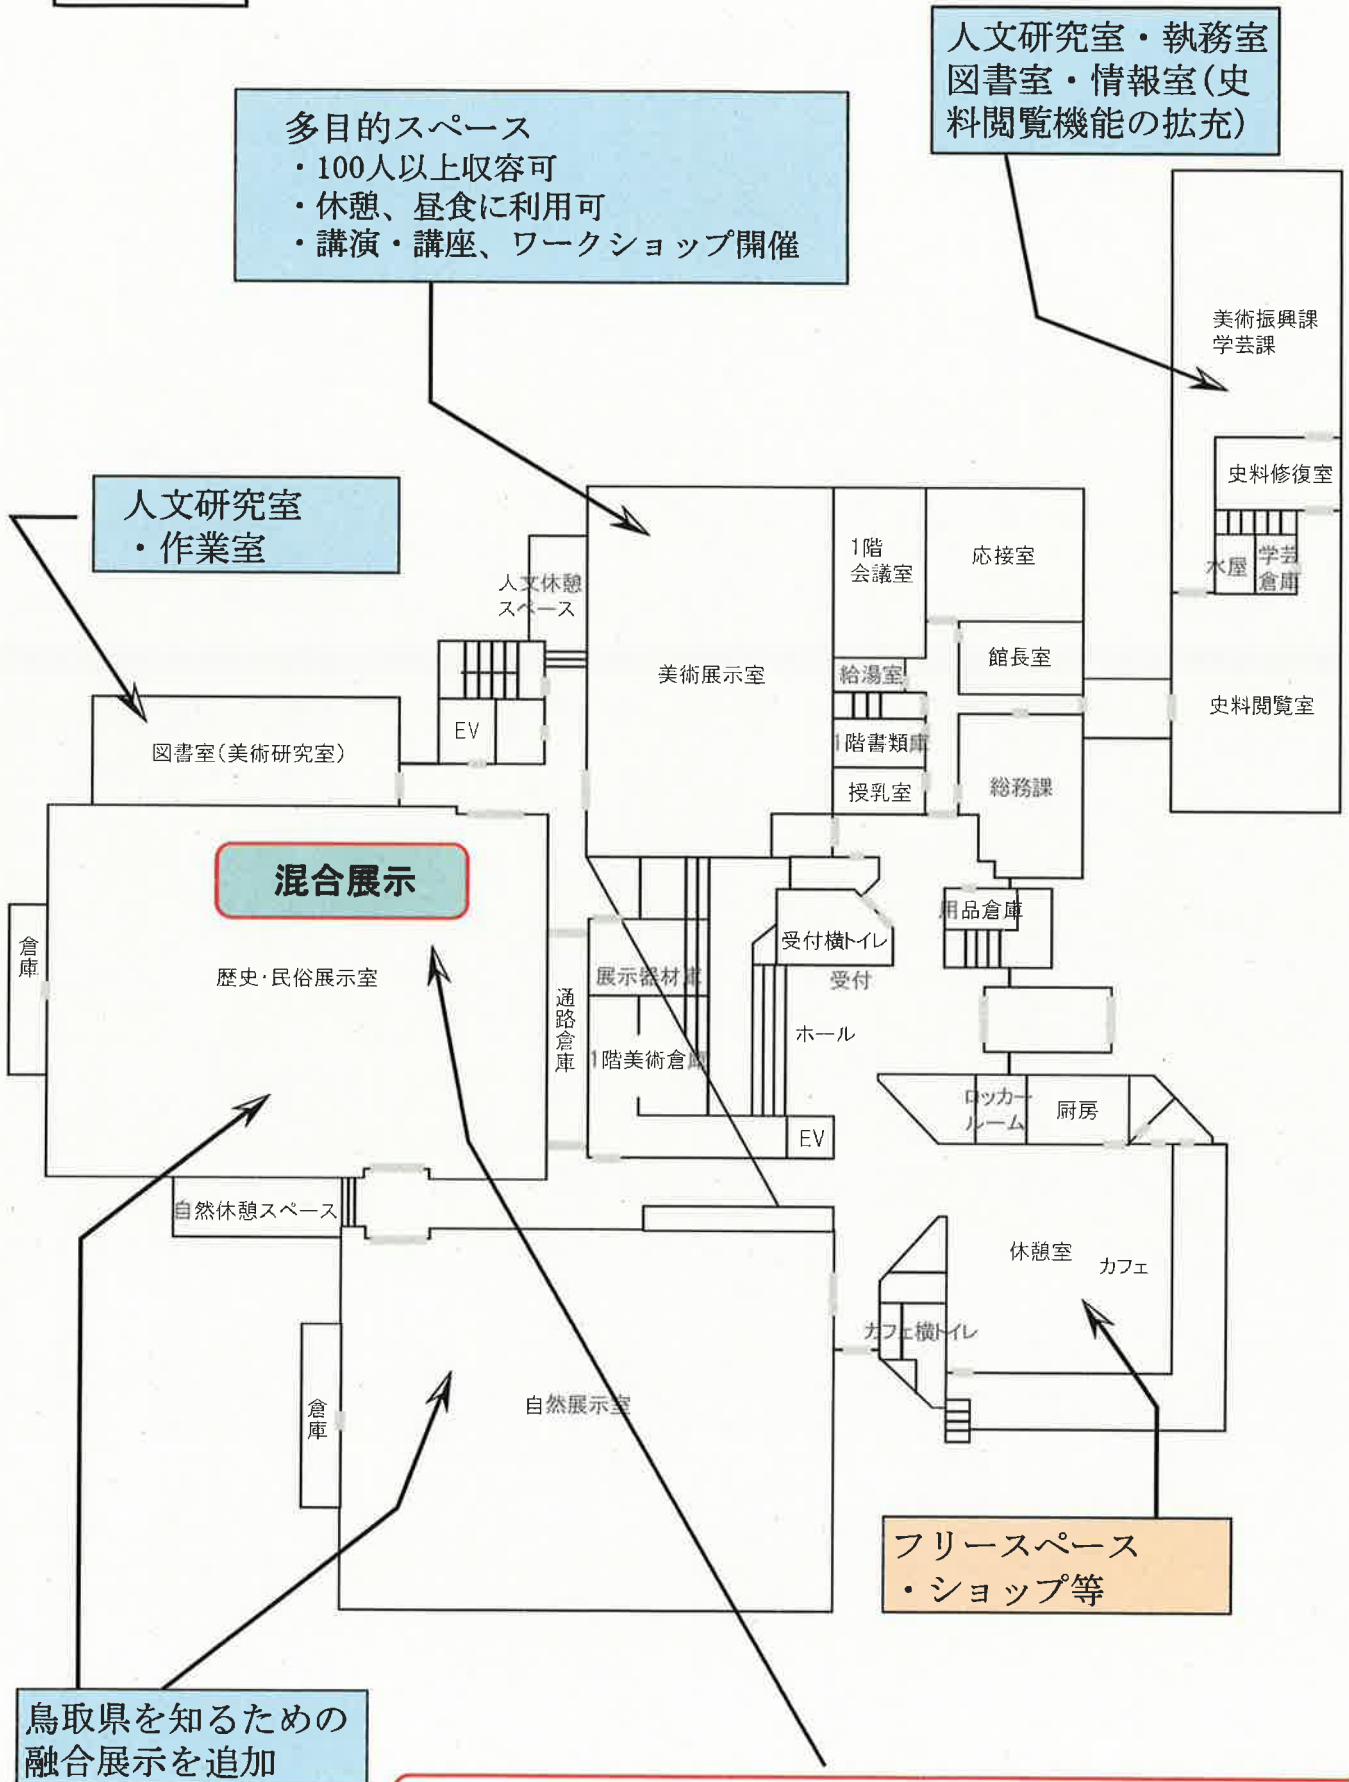 人文研究室・執務室
図書室・情報室(史
料閲覧機能の拡充)
多目的スペース
・100人以上収容可
・休憩、昼食に利用可
・講演・講座、ワークショップ開催
美術振興課
学芸課
史料修復室
水屋
学芸
倉庫
史料閲覧室
人文研究室
・作業室
人文休憩
スペース
1階
会議室
応接室
館長室
美術展示室
給湯室
1階書類庫
授乳室
総務課
EV
図書室(美術研究室)
混合展示
歴史・民俗展示室
倉庫
通路倉庫
展示器材庫
1階美術倉庫
受付横トイレ
受付
ホール
用品倉庫
EV
ロッカー
ルーム
厨房
自然休憩スペース
休憩室
カフェ
カフェ横トイレ
自然展示室
倉庫
フリースペース
・ショップ等
鳥取県を知るための
融合展示を追加